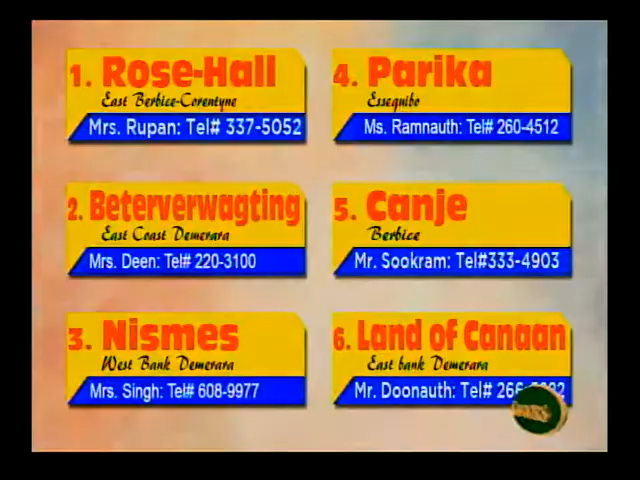 1. Rose-Hall
East Berbice-Corentyne
Mrs. Rupan: Tel# 337-5052
2. Beterverwagting
East Coast Demerara
Mrs. Deen: Tel# 220-3100
3. Nismes
West Bank Demerara
Mrs. Singh: Tel# 608-9977
4. Parika
Essequibo
Ms. Ramnauth: Tel# 260-4512
5. Canje
Berbice
Mr. Sookram: Tel#333-4903
6. Land of Canaan
East bank Demerara
Mr. Doonauth: Tel#